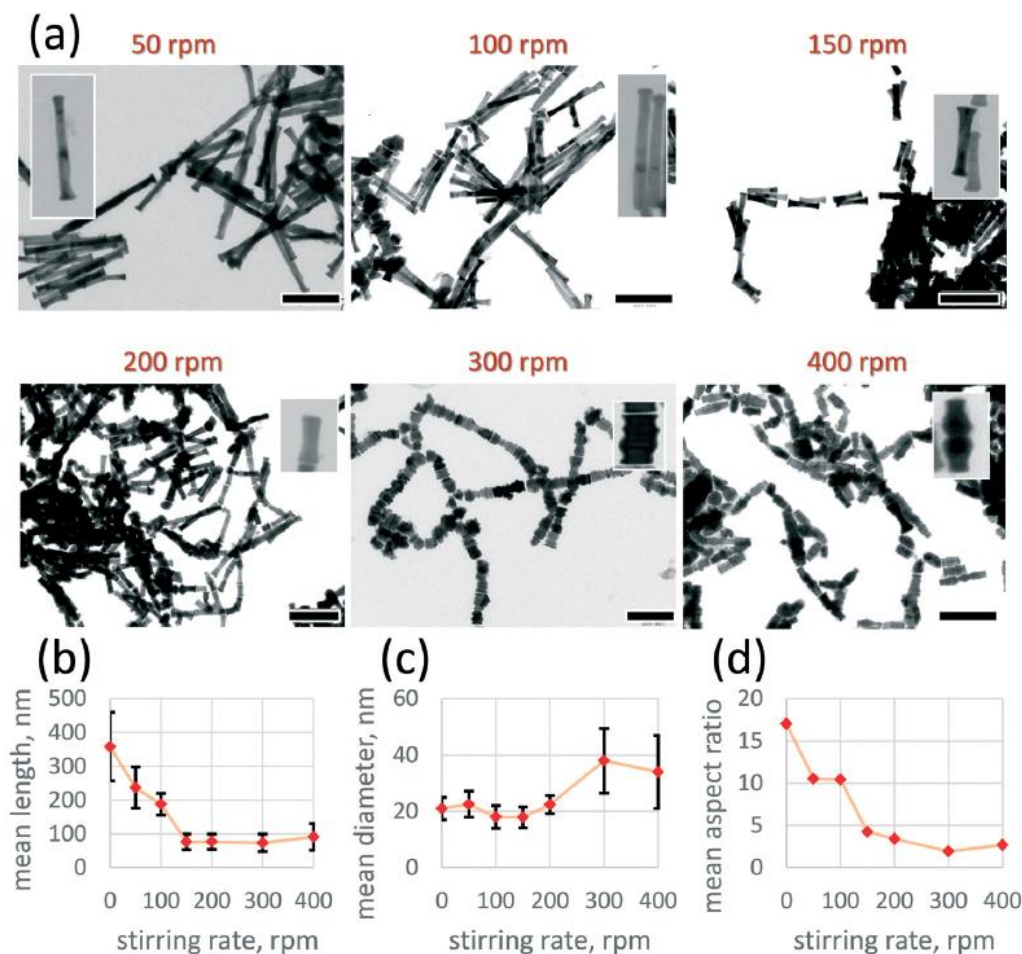 (a)
50 rpm
100 rpm
150 rpm
200 rpm
300 rpm
400 rpm
(b)
500
400
300
200
100
0
mean length, nm
0 100 200 300 400
stirring rate, rpm
(c)
60
40
20
0
mean diameter, nm
0 100 200 300 400
stirring rate, rpm
(d)
20
15
10
5
0
mean aspect ratio
0 100 200 300 400
stirring rate, rpm